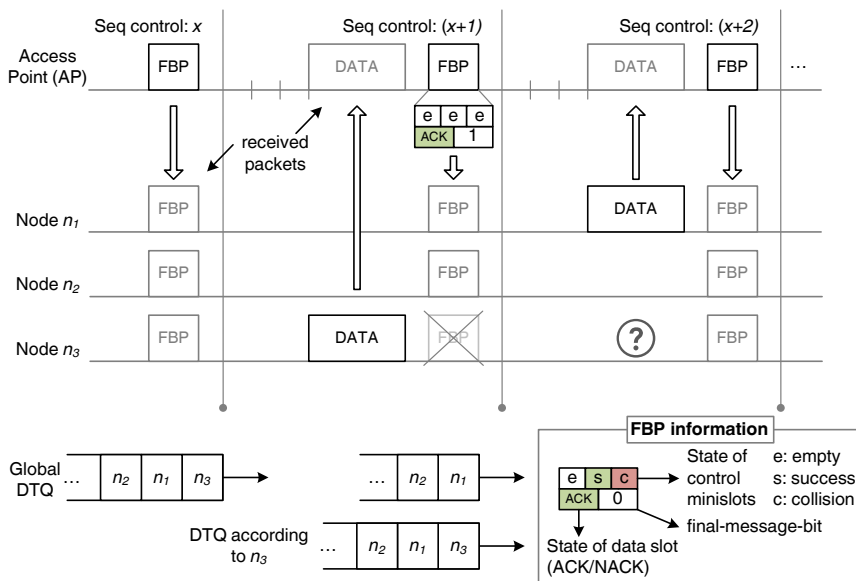 Seq control: x
Seq control: (x+1)
Seq control: (x+2)
Access
Point (AP)
FBP
DATA
FBP
DATA
FBP
...
e e e
ACK 1
received
packets
Node n1
FBP
FBP
DATA
FBP
Node n2
FBP
FBP
FBP
Node n3
FBP
DATA
FBP
?
FBP
Global
DTQ
... n2 n1 n3
... n2 n1
DTQ according
to n3
... n2 n1 n3
FBP information
e s c
ACK 0
State of
control
minislots
e: empty
s: success
c: collision
final-message-bit
State of data slot
(ACK/NACK)